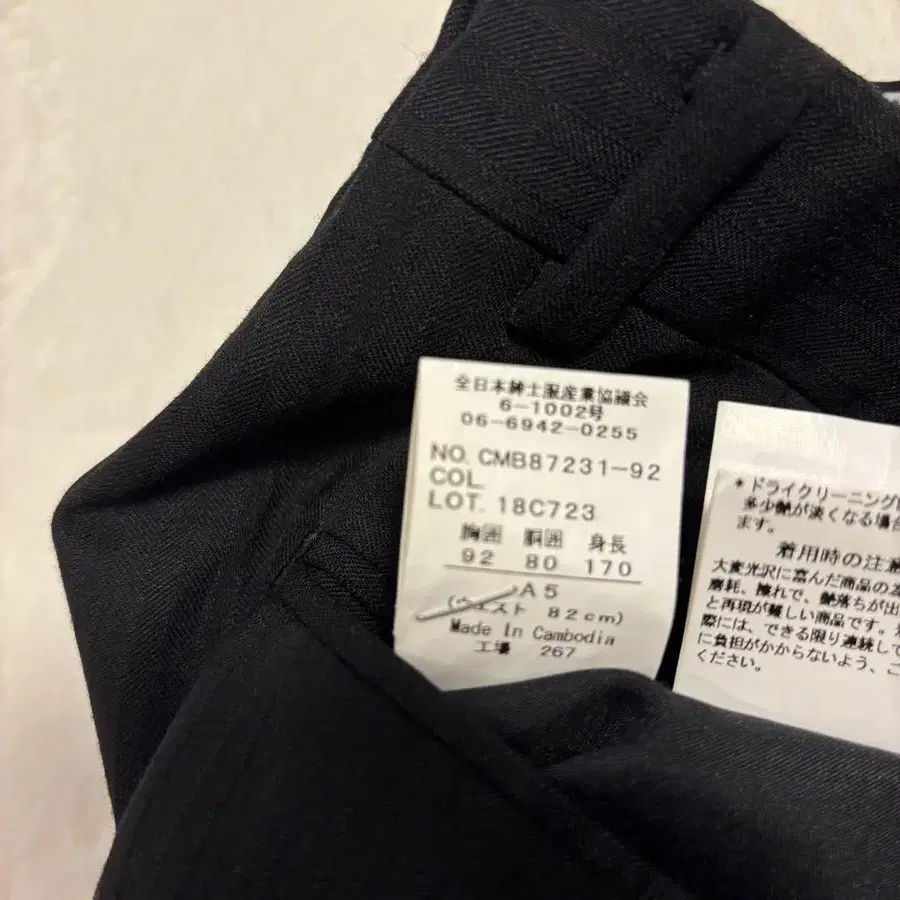 全日本紳士服産業協議会
6-1002号
06-6942-0255
NO. CMB87231-92
COL.
LOT. 18C723
胸囲 胴囲 身長
92 80 170
A5
(ウエスト 82cm)
Made In Cambodia
工場 267
*ドライクリーニング
多少艶が淡くなる場合
ます。
着用時の注意
大変光沢に富んだ商品の為
磨耗、擦れで、艶落ちが出
と再現が難しい商品です。
際には、できる限り連続して
に負担がかからないよう、ご
ください。